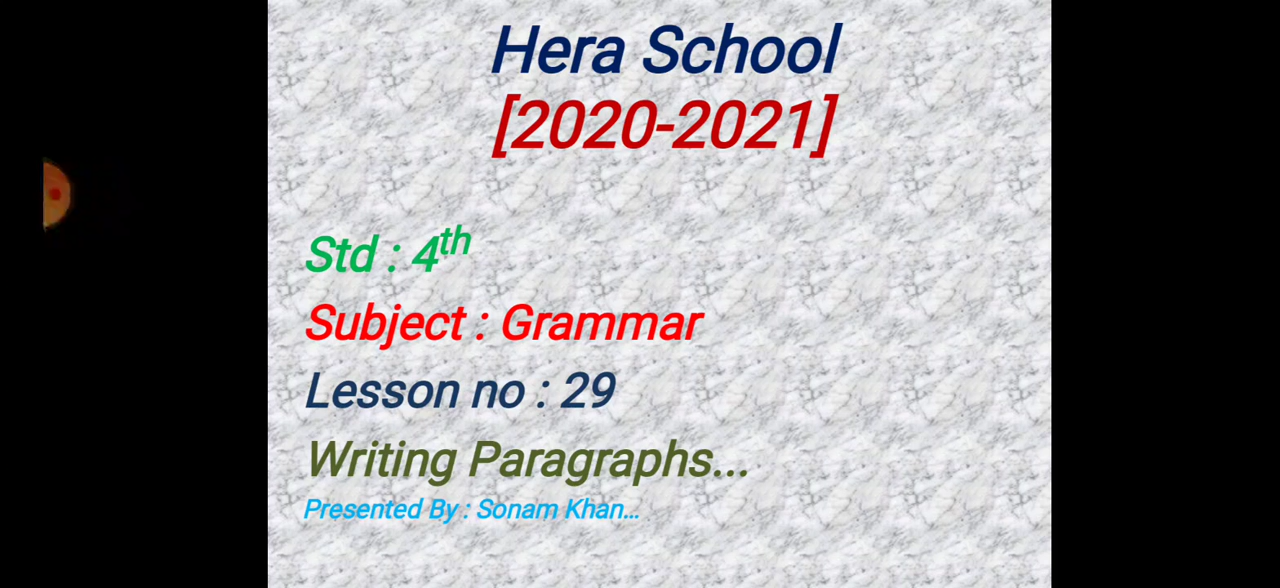 Hera School
[2020-2021]
Std : 4th
Subject : Grammar
Lesson no : 29
Writing Paragraphs...
Presented By : Sonam Khan...